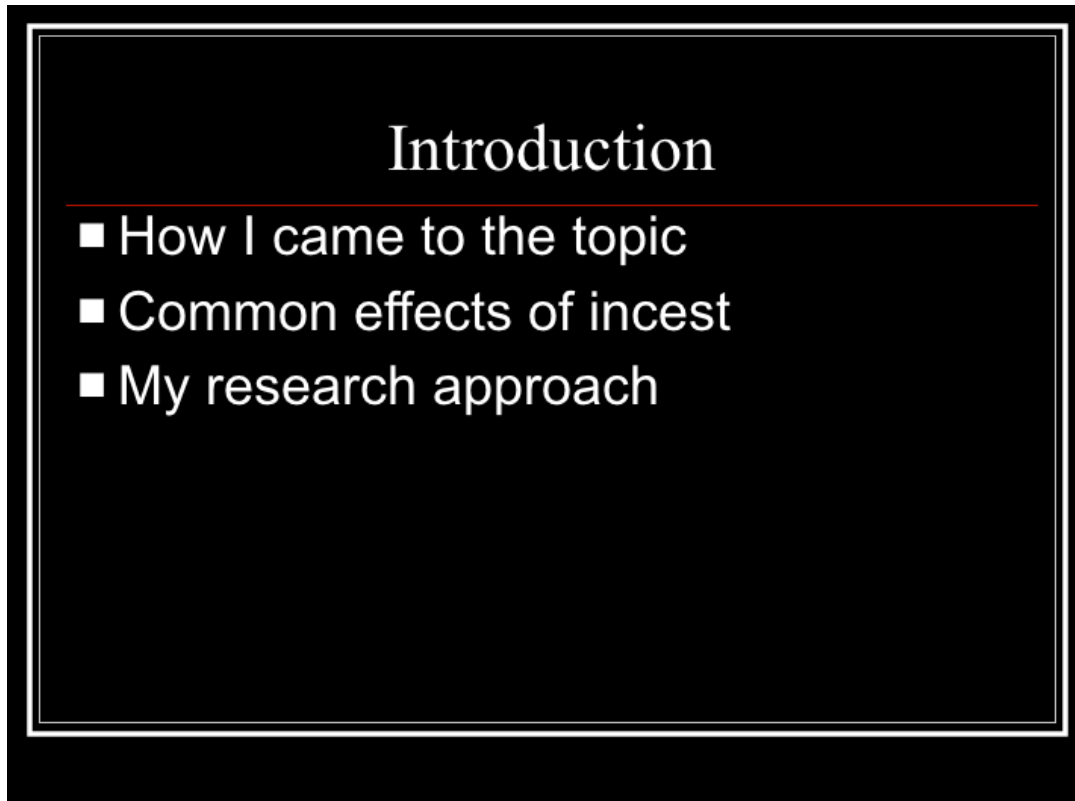 Introduction
How I came to the topic
Common effects of incest
My research approach